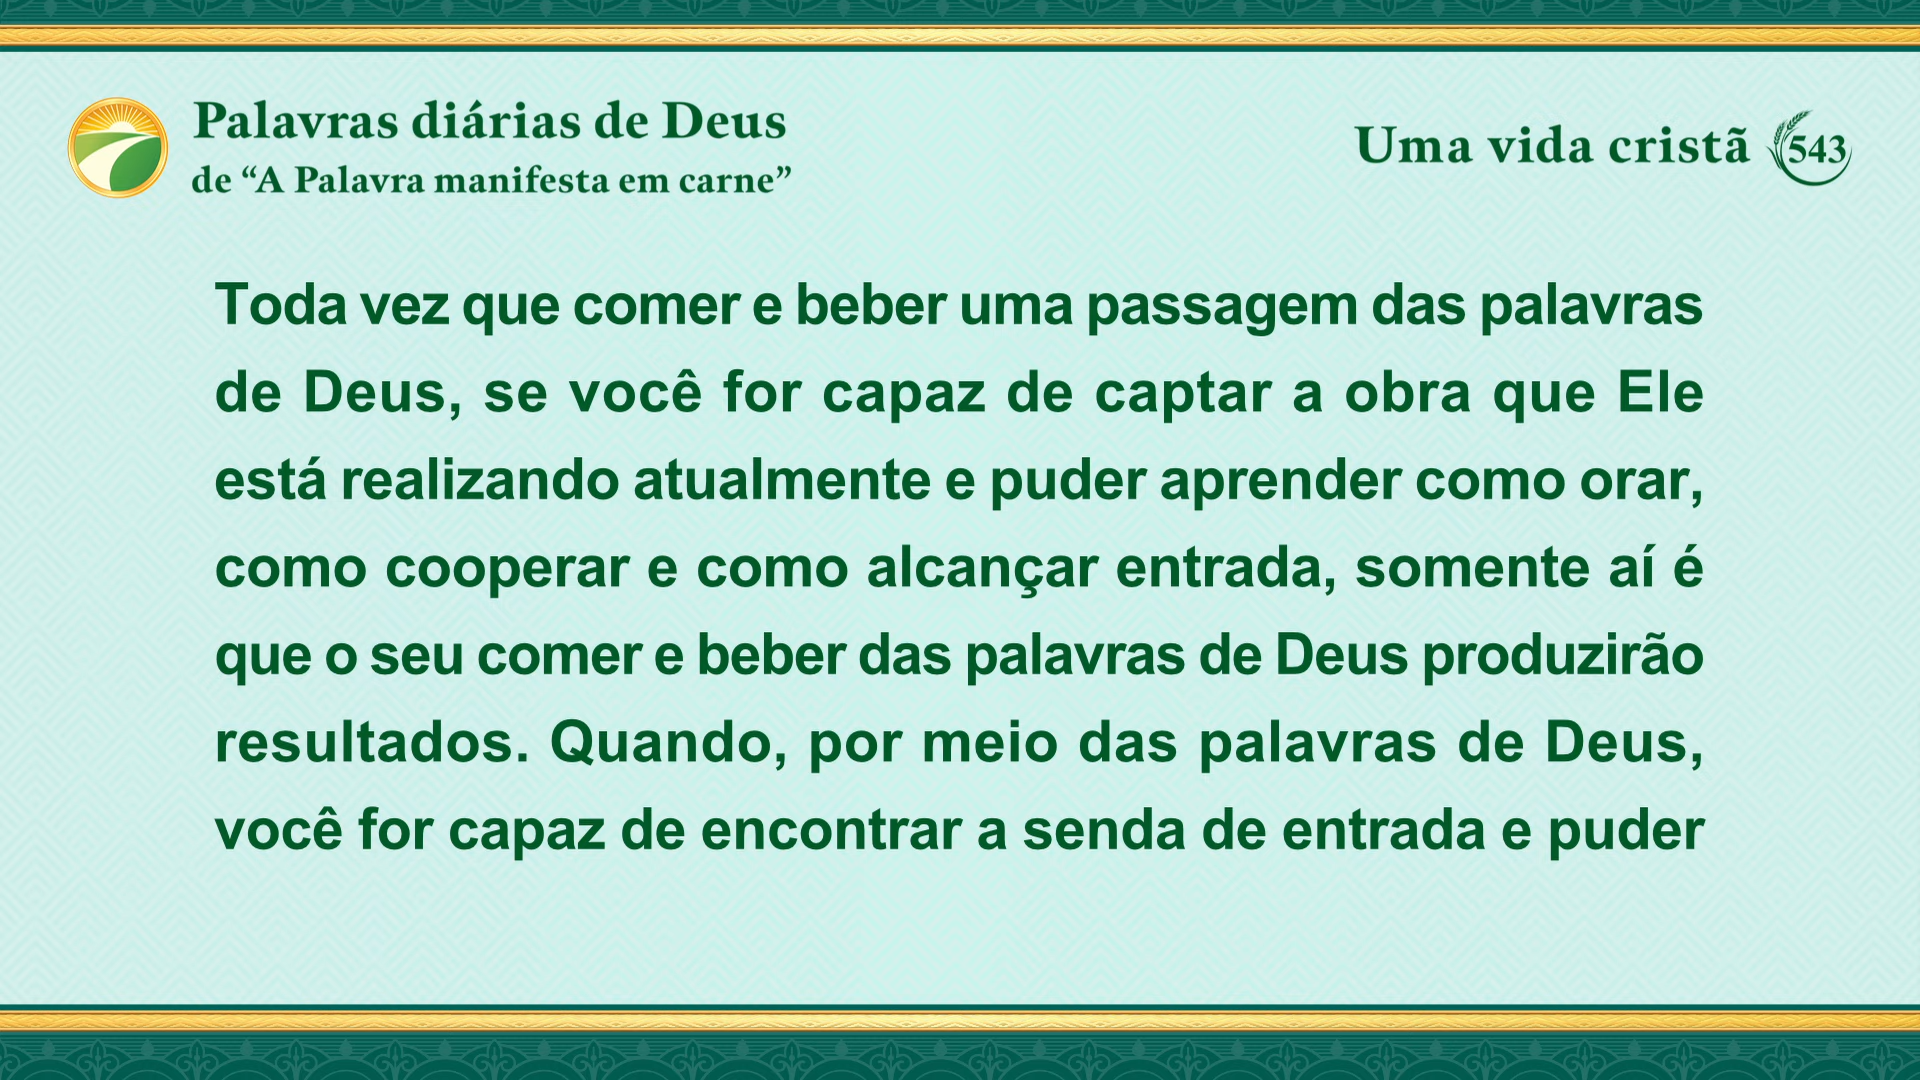 Palavras diárias de Deus
de “A Palavra manifesta em carne”
Uma vida cristã 543
Toda vez que comer e beber uma passagem das palavras
de Deus, se você for capaz de captar a obra que Ele
está realizando atualmente e puder aprender como orar,
como cooperar e como alcançar entrada, somente aí é
que o seu comer e beber das palavras de Deus produzirão
resultados. Quando, por meio das palavras de Deus,
você for capaz de encontrar a senda de entrada e puder